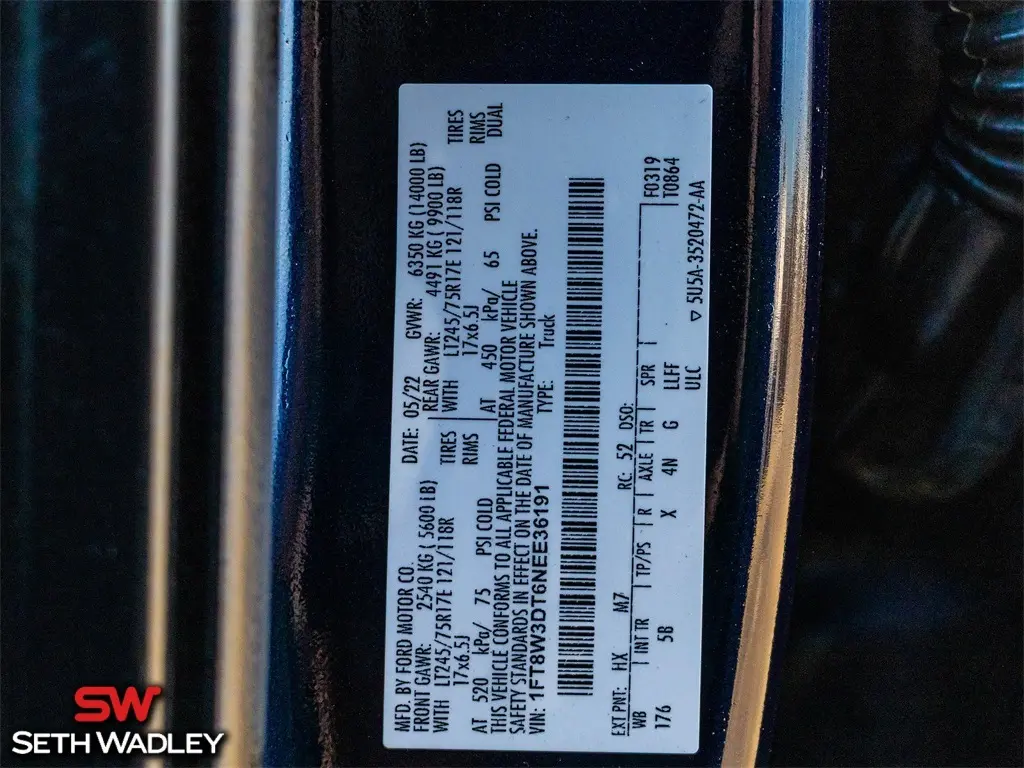 MFD. BY FORD MOTOR CO.
DATE: 05/22
GVWR: 6350 KG (14000 LB)
FRONT GAWR: 2540 KG ( 5600 LB)
REAR GAWR: 4491 KG ( 9900 LB)
WITH LT245/75R17E 121/118R TIRES
WITH LT245/75R17E 121/118R TIRES
17x6.5J RIMS
17x6.5J RIMS
AT 520 kPa/ 75 PSI COLD
AT 450 kPa/ 65 PSI COLD DUAL
THIS VEHICLE CONFORMS TO ALL APPLICABLE FEDERAL MOTOR VEHICLE
SAFETY STANDARDS IN EFFECT ON THE DATE OF MANUFACTURE SHOWN ABOVE.
VIN: 1FT8W3DT6NEE36191
TYPE: Truck
EXT PNT: HX M7 RC: 52 DSO: F0319
WB INT TR TP/PS R AXLE TR SPR T0864
176 5B X 4N G LLEF
ULC
▽ 5U5A-3520472-AA
SW
SETH WADLEY